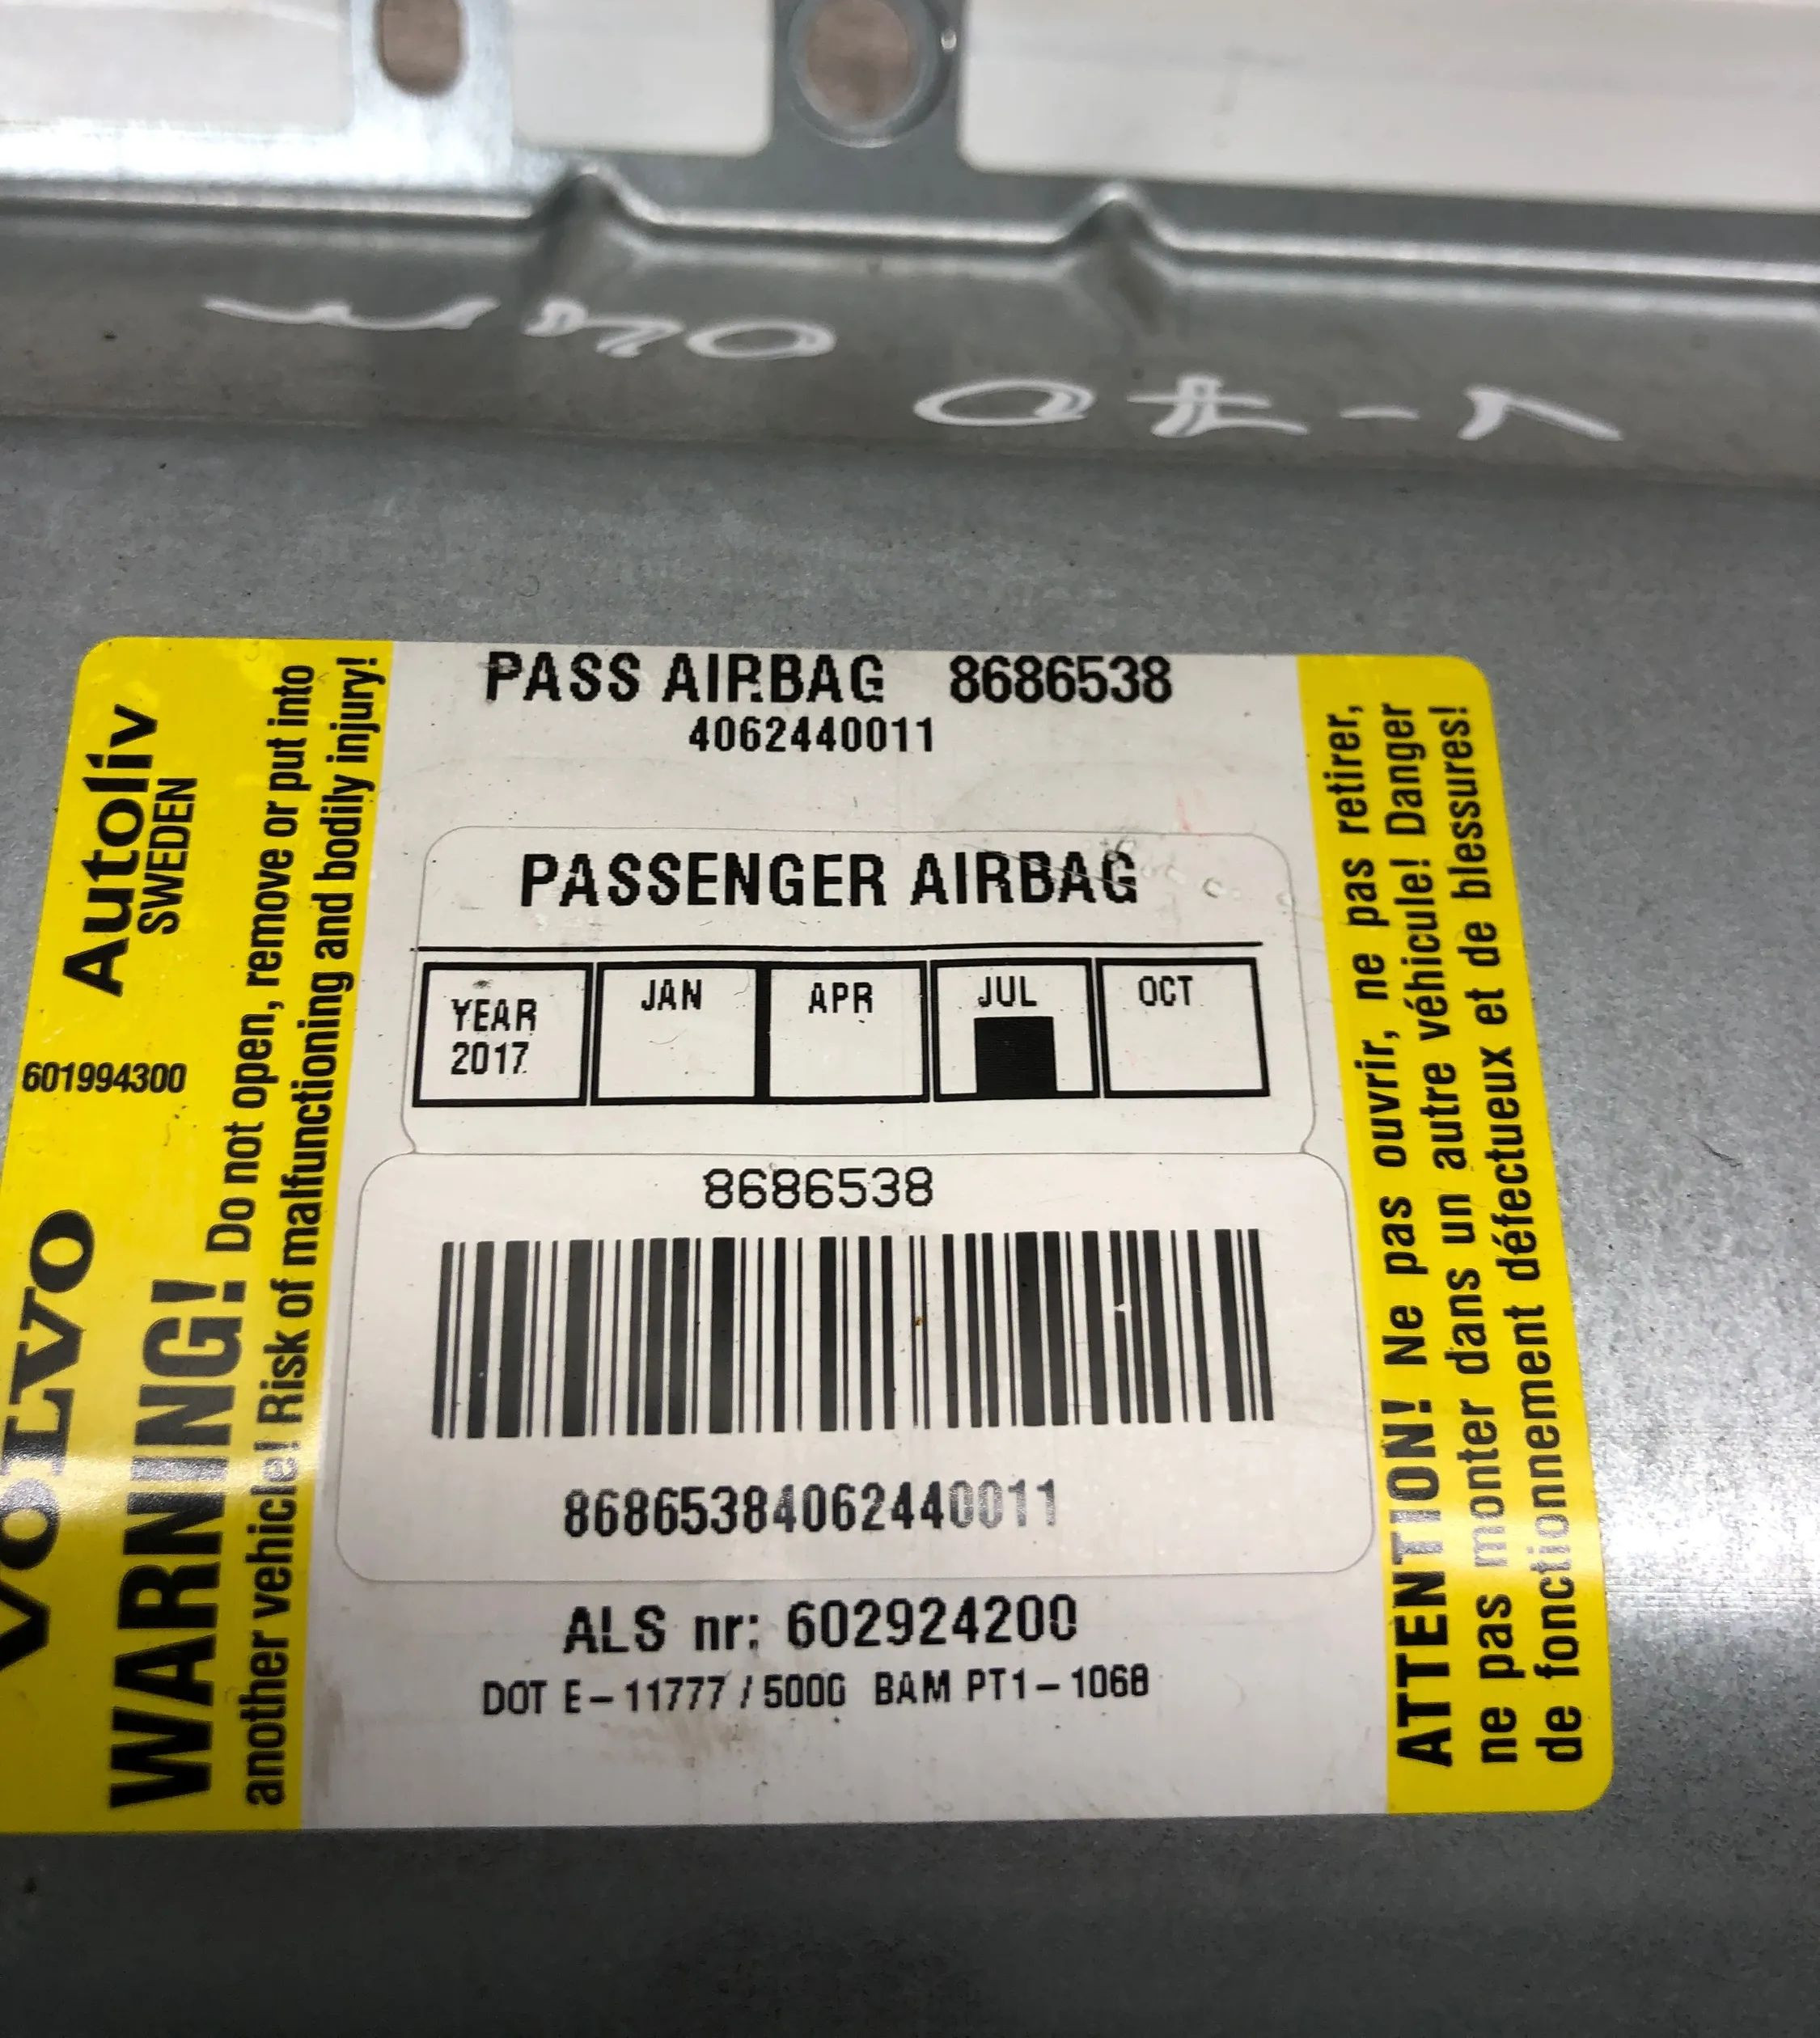 V-70
PASS AIRBAG 8686538
4062440011
PASSENGER AIRBAG
YEAR 2017
JAN
APR
JUL
OCT
8686538
86865384062440011
ALS nr: 602924200
DOT E-11777 / 500G BAM PT1-1068
VOLVO 601994300 Autoliv
SWEDEN
WARNING! Do not open, remove or put into
another vehicle! Risk of malfunctioning and bodily injury!
ATTENTION! Ne pas ouvrir, ne pas retirer,
ne pas monter dans un autre véhicule! Danger
de fonctionnement défectueux et de blessures!